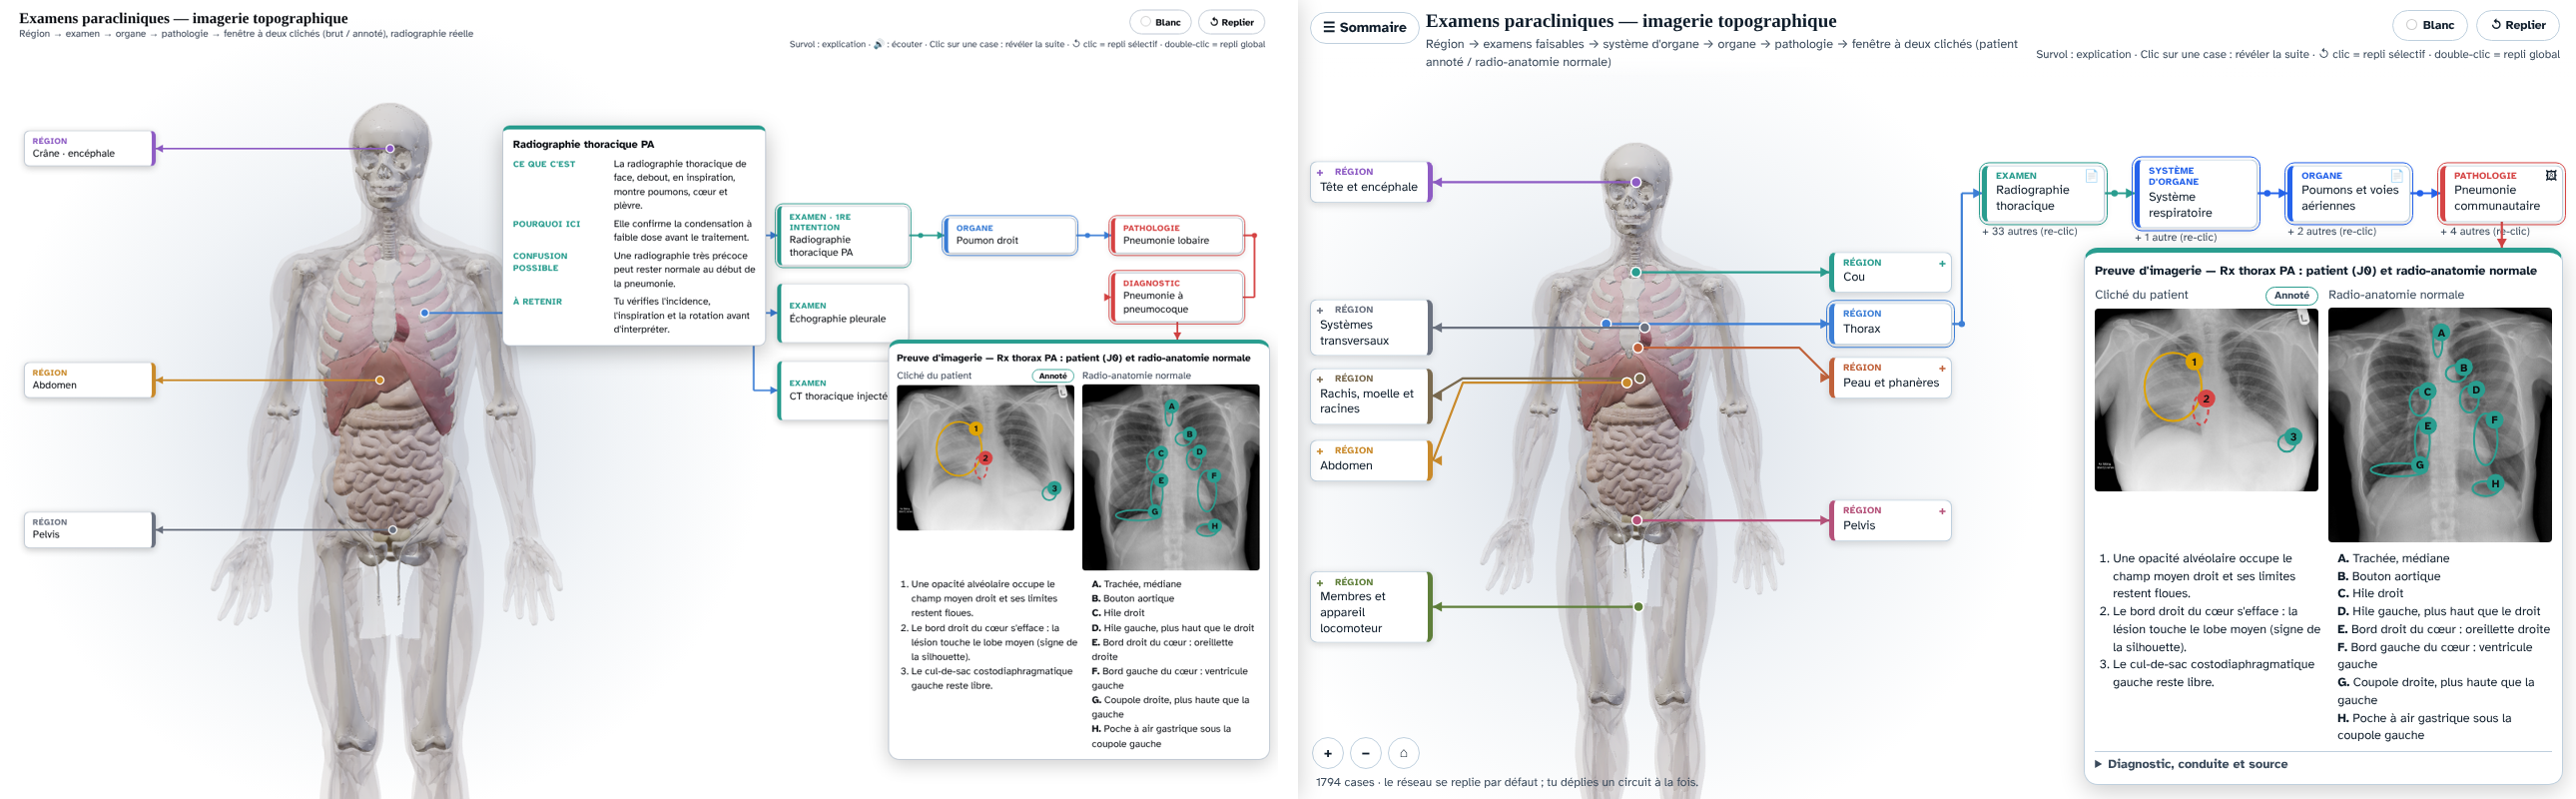 Examens paracliniques — imagerie topographique
Région → examen → organe → pathologie → fenêtre à deux clichés (brut / annoté), radiographie réelle
Blanc
↺ Replier
Survol : explication · 🔊 : écouter · Clic sur une case : révéler la suite · ↺ clic = repli sélectif · double-clic = repli global
RÉGION
Crâne · encéphale
RÉGION
Abdomen
RÉGION
Pelvis
Radiographie thoracique PA
CE QUE C'EST
La radiographie thoracique de
face, debout, en inspiration,
montre poumons, cœur et
plèvre.
POURQUOI ICI
Elle confirme la condensation à
faible dose avant le traitement.
CONFUSION
POSSIBLE
Une radiographie très précoce
peut rester normale au début de
la pneumonie.
À RETENIR
Tu vérifies l'incidence,
l'inspiration et la rotation avant
d'interpréter.
EXAMEN · 1RE
INTENTION
Radiographie
thoracique PA
EXAMEN
Échographie pleurale
EXAMEN
CT thoracique injecté
ORGANE
Poumon droit
PATHOLOGIE
Pneumonie lobaire
DIAGNOSTIC
Pneumonie à
pneumocoque
Preuve d'imagerie — Rx thorax PA : patient (J0) et radio-anatomie normale
Cliché du patient
Annoté
Radio-anatomie normale
1
2
3
A
B
C
D
E
F
G
H
1. Une opacité alvéolaire occupe le
champ moyen droit et ses limites
restent floues.
2. Le bord droit du cœur s'efface : la
lésion touche le lobe moyen (signe de
la silhouette).
3. Le cul-de-sac costodiaphragmatique
gauche reste libre.
A. Trachée, médiane
B. Bouton aortique
C. Hile droit
D. Hile gauche, plus haut que le droit
E. Bord droit du cœur : oreillette
droite
F. Bord gauche du cœur : ventricule
gauche
G. Coupole droite, plus haute que la
gauche
H. Poche à air gastrique sous la
coupole gauche
☰ Sommaire
Examens paracliniques — imagerie topographique
Région → examens faisables → système d'organe → organe → pathologie → fenêtre à deux clichés (patient
annoté / radio-anatomie normale)
Blanc
↺ Replier
Survol : explication · Clic sur une case : révéler la suite · ↺ clic = repli sélectif · double-clic = repli global
+ RÉGION
Tête et encéphale
+ RÉGION
Systèmes
transversaux
+ RÉGION
Rachis, moelle et
racines
+ RÉGION
Abdomen
+ RÉGION
Membres et
appareil
locomoteur
RÉGION +
Cou
RÉGION
Thorax
RÉGION +
Peau et phanères
RÉGION +
Pelvis
EXAMEN
Radiographie
thoracique
+ 33 autres (re-clic)
SYSTÈME
D'ORGANE
Système
respiratoire
+ 1 autre (re-clic)
ORGANE
Poumons et voies
aériennes
+ 2 autres (re-clic)
PATHOLOGIE
Pneumonie
communautaire
+ 4 autres (re-clic)
Preuve d'imagerie — Rx thorax PA : patient (J0) et radio-anatomie normale
Cliché du patient
Annoté
Radio-anatomie normale
1
2
3
L
A
B
C
D
E
F
G
H
1. Une opacité alvéolaire occupe le
champ moyen droit et ses limites
restent floues.
2. Le bord droit du cœur s'efface : la
lésion touche le lobe moyen (signe de
la silhouette).
3. Le cul-de-sac costodiaphragmatique
gauche reste libre.
A. Trachée, médiane
B. Bouton aortique
C. Hile droit
D. Hile gauche, plus haut que le droit
E. Bord droit du cœur : oreillette droite
F. Bord gauche du cœur : ventricule
gauche
G. Coupole droite, plus haute que la
gauche
H. Poche à air gastrique sous la
coupole gauche
▶ Diagnostic, conduite et source
+
−
⌂
1794 cases · le réseau se replie par défaut ; tu déplies un circuit à la fois.